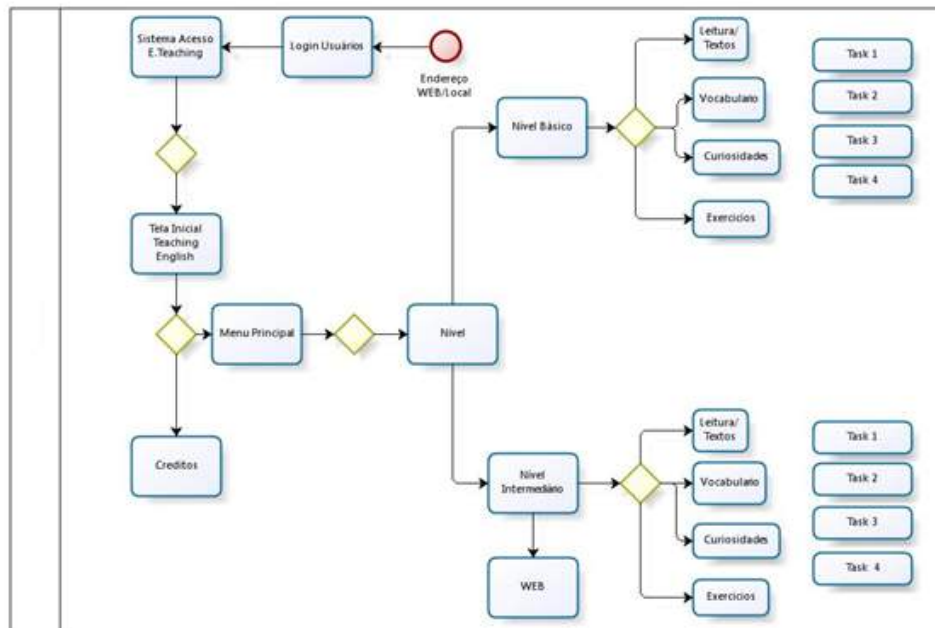 Sistema Acesso
E.Teaching
Login Usuários
Endereço
WEB/Local
Tela Inicial
Teaching
English
Menu Principal
Creditos
Nível
Nível Básico
Leitura/
Textos
Vocabulario
Curiosidades
Exercicios
Task 1
Task 2
Task 3
Task 4
Nível
Intermediário
WEB
Leitura/
Textos
Vocabulario
Curiosidades
Exercicios
Task 1
Task 2
Task 3
Task 4